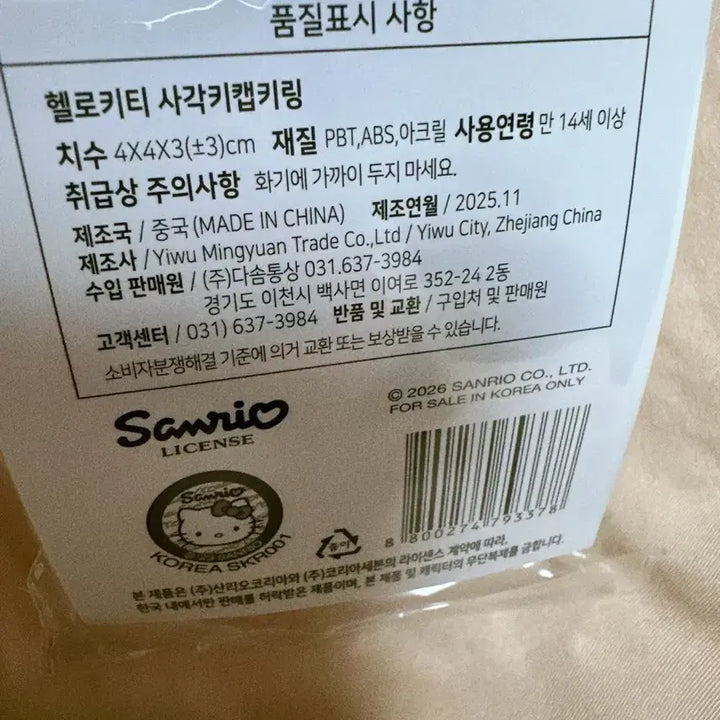 품질표시 사항
헬로키티 사각키캡키링
치수 4X4X3(±3)cm 재질 PBT,ABS,아크릴 사용연령 만 14세 이상
취급상 주의사항 화기에 가까이 두지 마세요.
제조국 / 중국 (MADE IN CHINA) 제조연월 / 2025.11
제조사 / Yiwu Mingyuan Trade Co.,Ltd / Yiwu City, Zhejiang China
수입 판매원 / (주)다솜통상 031.637-3984
경기도 이천시 백사면 이여로 352-24 2동
고객센터 / 031) 637-3984 반품 및 교환 / 구입처 및 판매원
소비자분쟁해결 기준에 의거 교환 또는 보상받을 수 있습니다.
Sanrio
LICENSE
© 2026 SANRIO CO., LTD.
FOR SALE IN KOREA ONLY
Sanrio
KOREA SKR001
종이
8 800274 793378
본 제품은 (주)산리오코리아와 (주)코리아세븐의 라이센스 계약에 따라,
한국 내에서만 판매를 허락받은 제품이며, 본 제품 및 캐릭터의 무단복제를 금합니다.